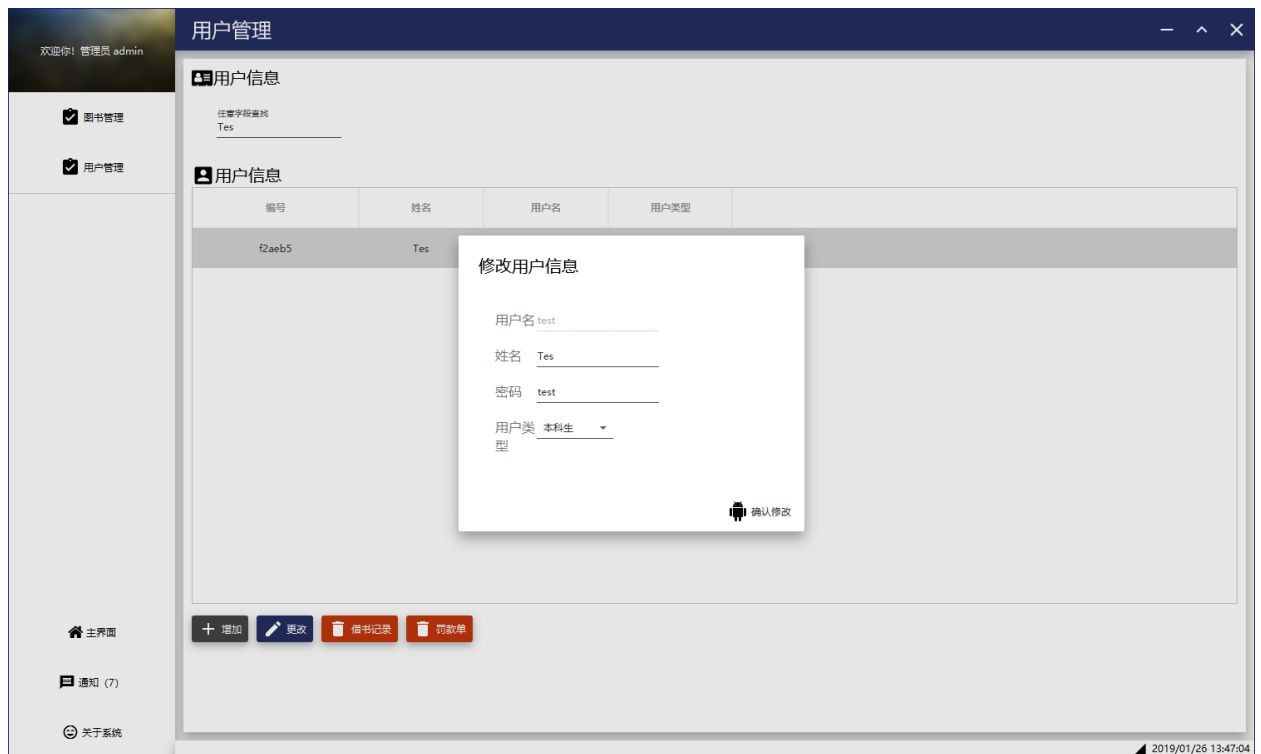 欢迎你！管理员 admin
用户管理
图书管理
用户管理
用户信息
任意字段查找
Tes
用户信息
编号 姓名 用户名 用户类型
f2aeb5 Tes
修改用户信息
用户名 test
姓名 Tes
密码 test
用户类型 本科生
确认修改
增加 更改 借书记录 罚款单
主界面
通知 (7)
关于系统
2019/01/26 13:47:04